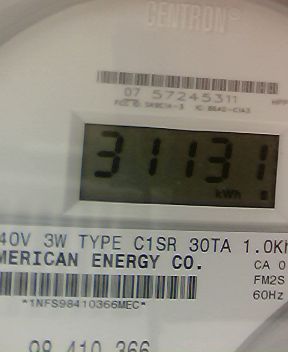 CENTRON®
07 57245311
31131
kWh
40V 3W TYPE C1SR 30TA 1.0Kh
MERICAN ENERGY CO.
CA 0
FM2S
60Hz
*1NFS98410366MEC*
98 410 366